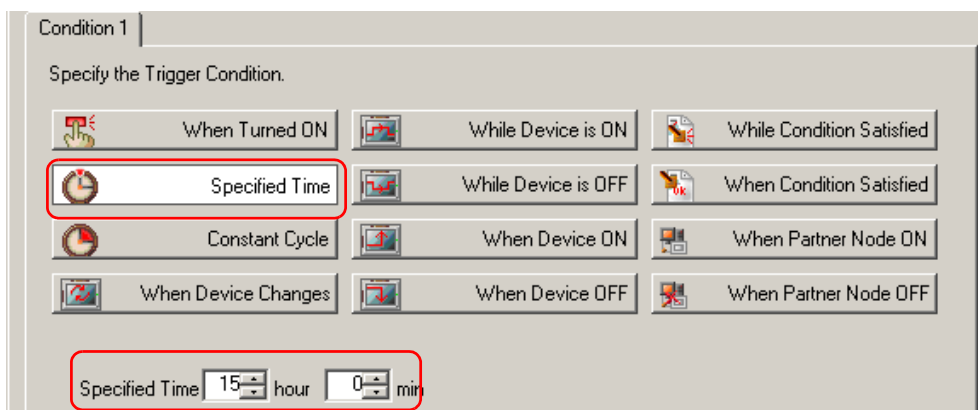 Condition 1
Specify the Trigger Condition.
When Turned ON While Device is ON While Condition Satisfied
Specified Time While Device is OFF When Condition Satisfied
Constant Cycle When Device ON When Partner Node ON
When Device Changes When Device OFF When Partner Node OFF
Specified Time 15 hour 0 min